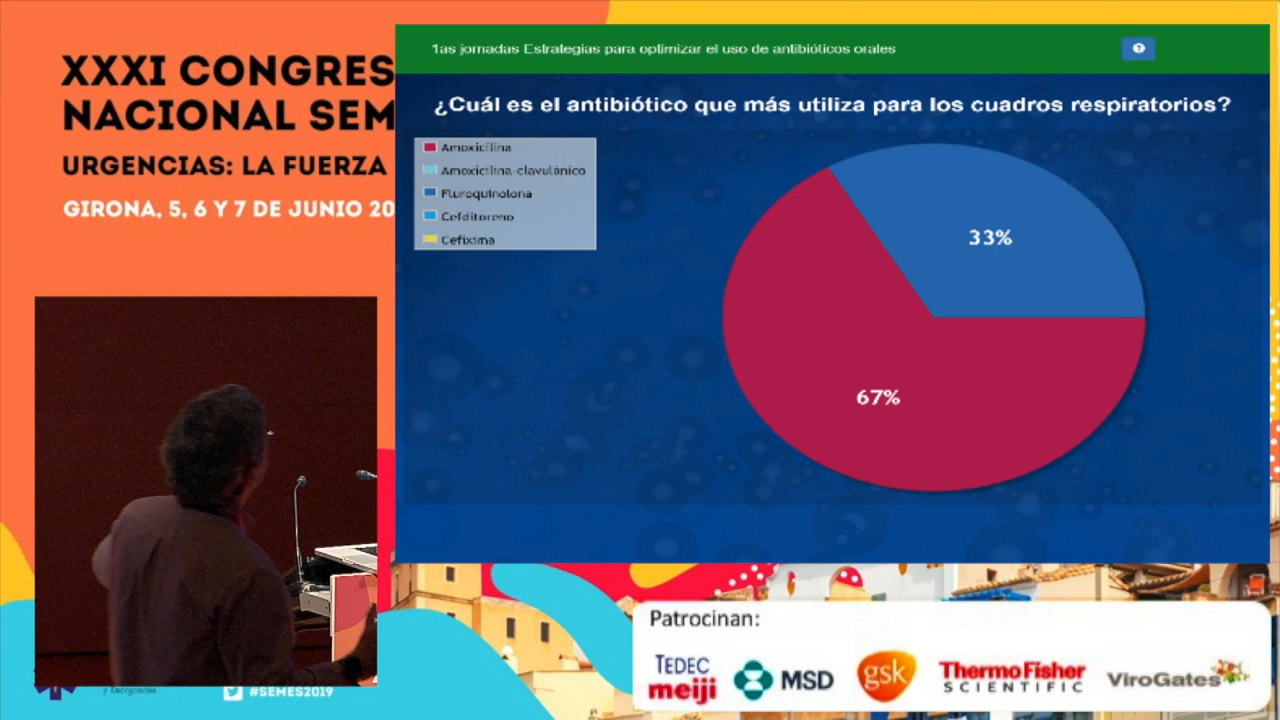 XXXI CONGRES
NACIONAL SEM
URGENCIAS: LA FUERZA
GIRONA, 5, 6 Y 7 DE JUNIO 20
1as jornadas Estrategias para optimizar el uso de antibióticos orales
¿Cuál es el antibiótico que más utiliza para los cuadros respiratorios?
Amoxicilina
Amoxicilina-clavulánico
Fluroquinolona
Cefditoreno
Cefixima
33%
67%
Patrocinan:
TEDEC
meiji
MSD
gsk
ThermoFisher
SCIENTIFIC
ViroGates
y Emergencias
#SEMES2019